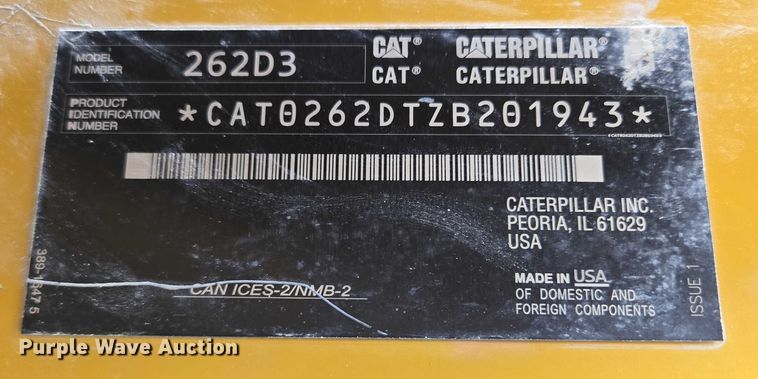 MODEL
NUMBER
262D3
CAT® CATERPILLAR®
CAT® CATERPILLAR®
PRODUCT
IDENTIFICATION
NUMBER
*CAT0262DTZB201943*
CATERPILLAR INC.
PEORIA, IL 61629
USA
MADE IN USA
OF DOMESTIC AND
FOREIGN COMPONENTS
CAN ICES-2/NMB-2
ISSUE 1
Purple Wave Auction